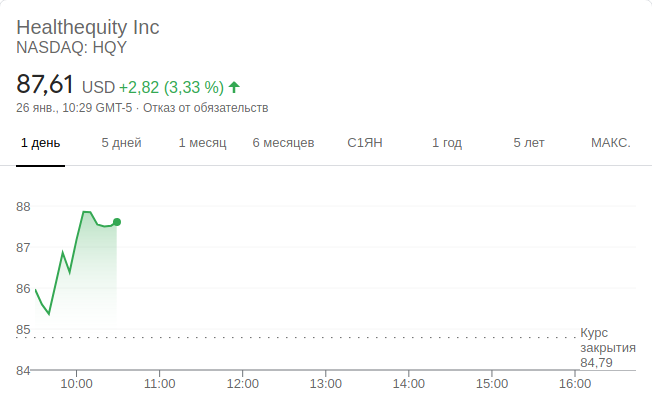 Healthequity Inc
NASDAQ: HQY
87,61 USD +2,82 (3,33 %)
26 янв., 10:29 GMT-5 · Отказ от обязательств
1 день 5 дней 1 месяц 6 месяцев С1ЯН 1 год 5 лет МАКС.
88
87
86
85
Курс
закрытия
84,79
84
10:00 11:00 12:00 13:00 14:00 15:00 16:00